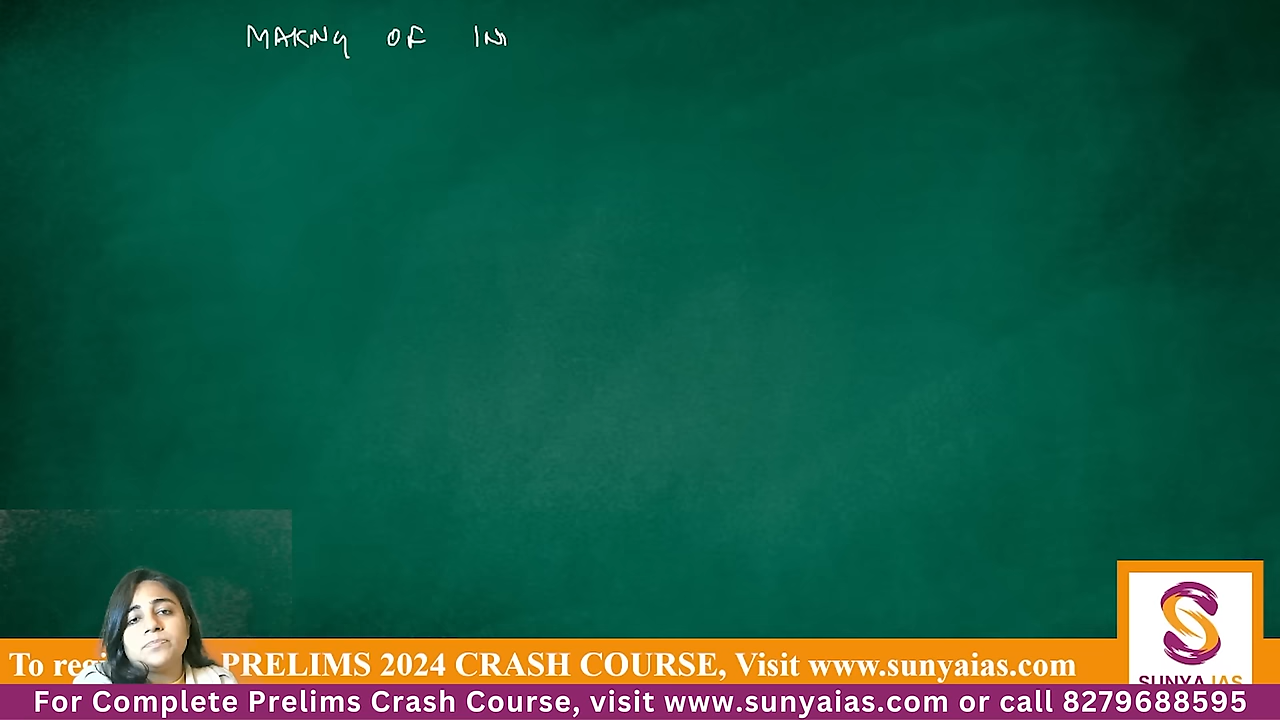 MAKING OF IN
To reg PRELIMS 2024 CRASH COURSE, Visit www.sunyaias.com
SUNYA IAS
For Complete Prelims Crash Course, visit www.sunyaias.com or call 8279688595